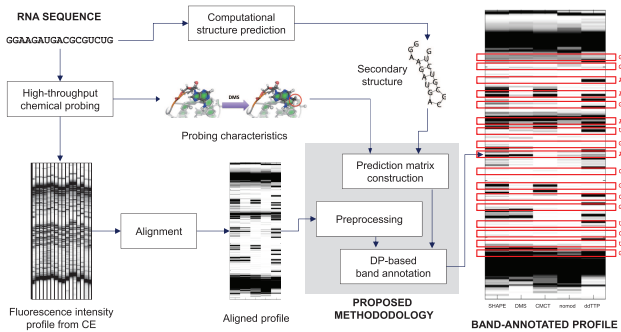 RNA SEQUENCE
GGAAGAUGACGCGUCUG
Computational
structure prediction
High-throughput
chemical probing
DMS
Probing characteristics
Secondary
structure
Prediction matrix
construction
Preprocessing
Alignment
DP-based
band annotation
PROPOSED
METHODODOLOGY
Fluorescence intensity
profile from CE
Aligned profile
SHAPE DMS CMCT nomod ddTTP
BAND-ANNOTATED PROFILE